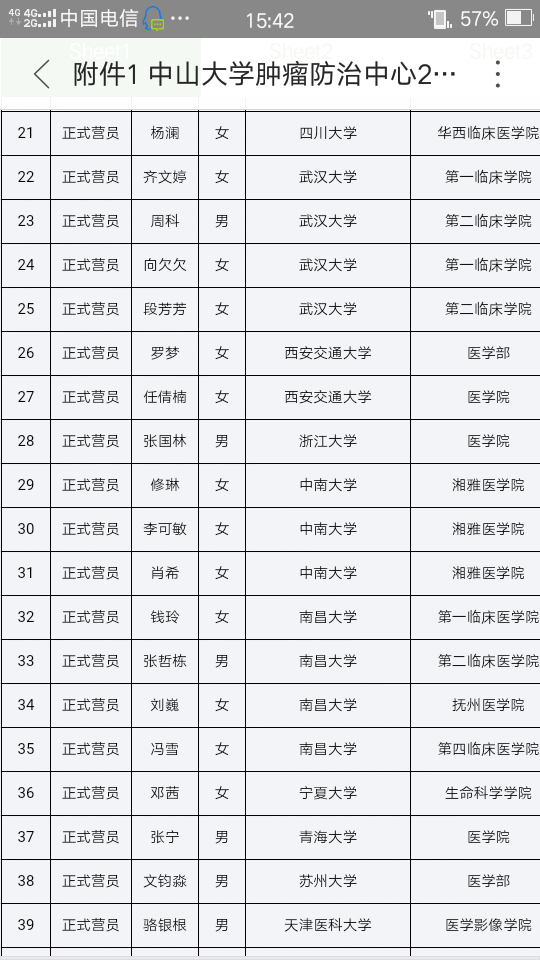 4G 4G 2G 中国电信 ... 15:42 57%
Sheet1 Sheet3
附件1 中山大学肿瘤防治中心2...
21 正式营员 杨澜 女 四川大学 华西临床医学院
22 正式营员 齐文婷 女 武汉大学 第一临床学院
23 正式营员 周科 男 武汉大学 第二临床学院
24 正式营员 向欠欠 女 武汉大学 第一临床学院
25 正式营员 段芳芳 女 武汉大学 第二临床学院
26 正式营员 罗梦 女 西安交通大学 医学部
27 正式营员 任倩楠 女 西安交通大学 医学院
28 正式营员 张国林 男 浙江大学 医学院
29 正式营员 修琳 女 中南大学 湘雅医学院
30 正式营员 李可敏 女 中南大学 湘雅医学院
31 正式营员 肖希 女 中南大学 湘雅医学院
32 正式营员 钱玲 女 南昌大学 第一临床医学院
33 正式营员 张哲栋 男 南昌大学 第二临床医学院
34 正式营员 刘巍 女 南昌大学 抚州医学院
35 正式营员 冯雪 女 南昌大学 第四临床医学院
36 正式营员 邓茜 女 宁夏大学 生命科学学院
37 正式营员 张宁 男 青海大学 医学院
38 正式营员 文钧淼 男 苏州大学 医学部
39 正式营员 骆银根 男 天津医科大学 医学影像学院